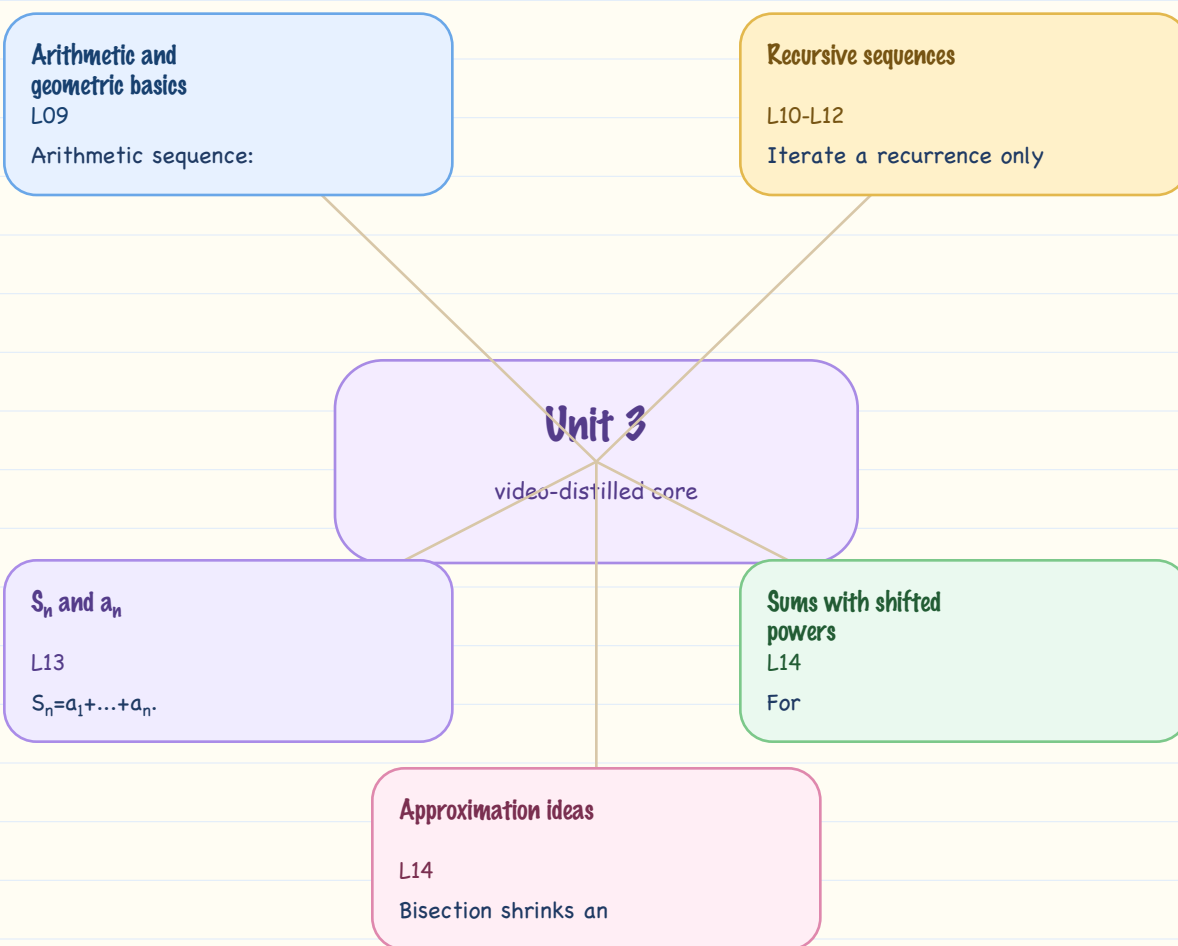 Arithmetic and
geometric basics
L09
Arithmetic sequence:
Recursive sequences
L10-L12
Iterate a recurrence only
Unit 3
video-distilled core
Sₙ and aₙ
L13
Sₙ=a₁+...+aₙ.
Sums with shifted
powers
L14
For
Approximation ideas
L14
Bisection shrinks an